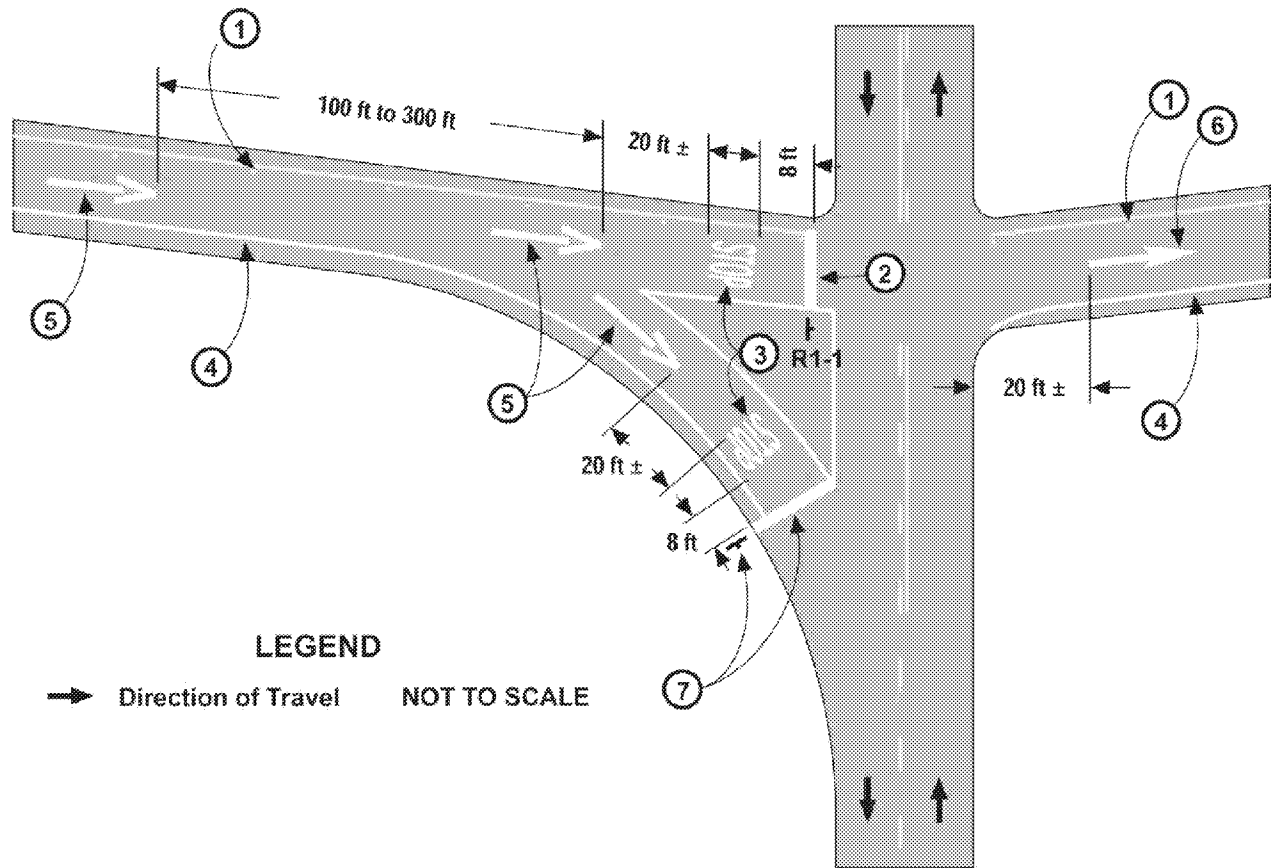 1
100 ft to 300 ft
20 ft ±
8 ft
1
6
STOP
2
5
4
3
R1-1
5
20 ft ±
4
STOP
20 ft ±
8 ft
LEGEND
Direction of Travel NOT TO SCALE
7